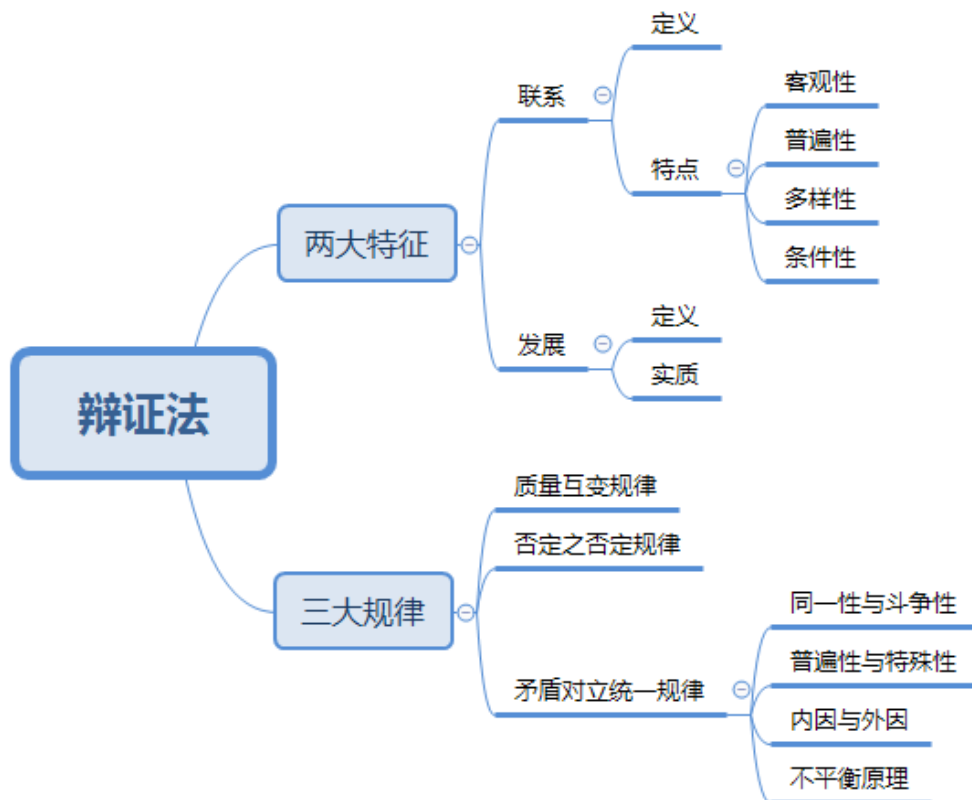 辩证法
两大特征
联系
定义
特点
客观性
普遍性
多样性
条件性
发展
定义
实质
三大规律
质量互变规律
否定之否定规律
矛盾对立统一规律
同一性与斗争性
普遍性与特殊性
内因与外因
不平衡原理